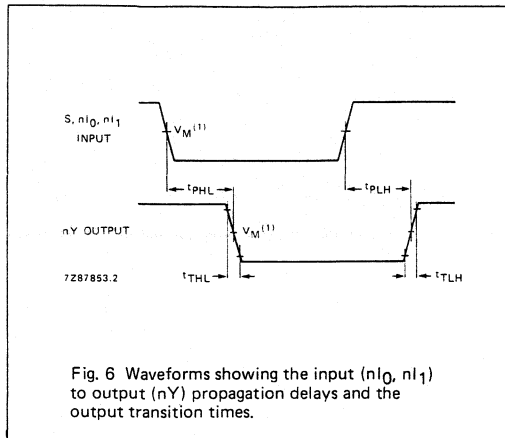 S, nI0, nI1
INPUT
VM(1)
tPHL
tPLH
nY OUTPUT
VM(1)
7Z87853.2
tTHL
tTLH
Fig. 6 Waveforms showing the input (nI0, nI1)
to output (nY) propagation delays and the
output transition times.